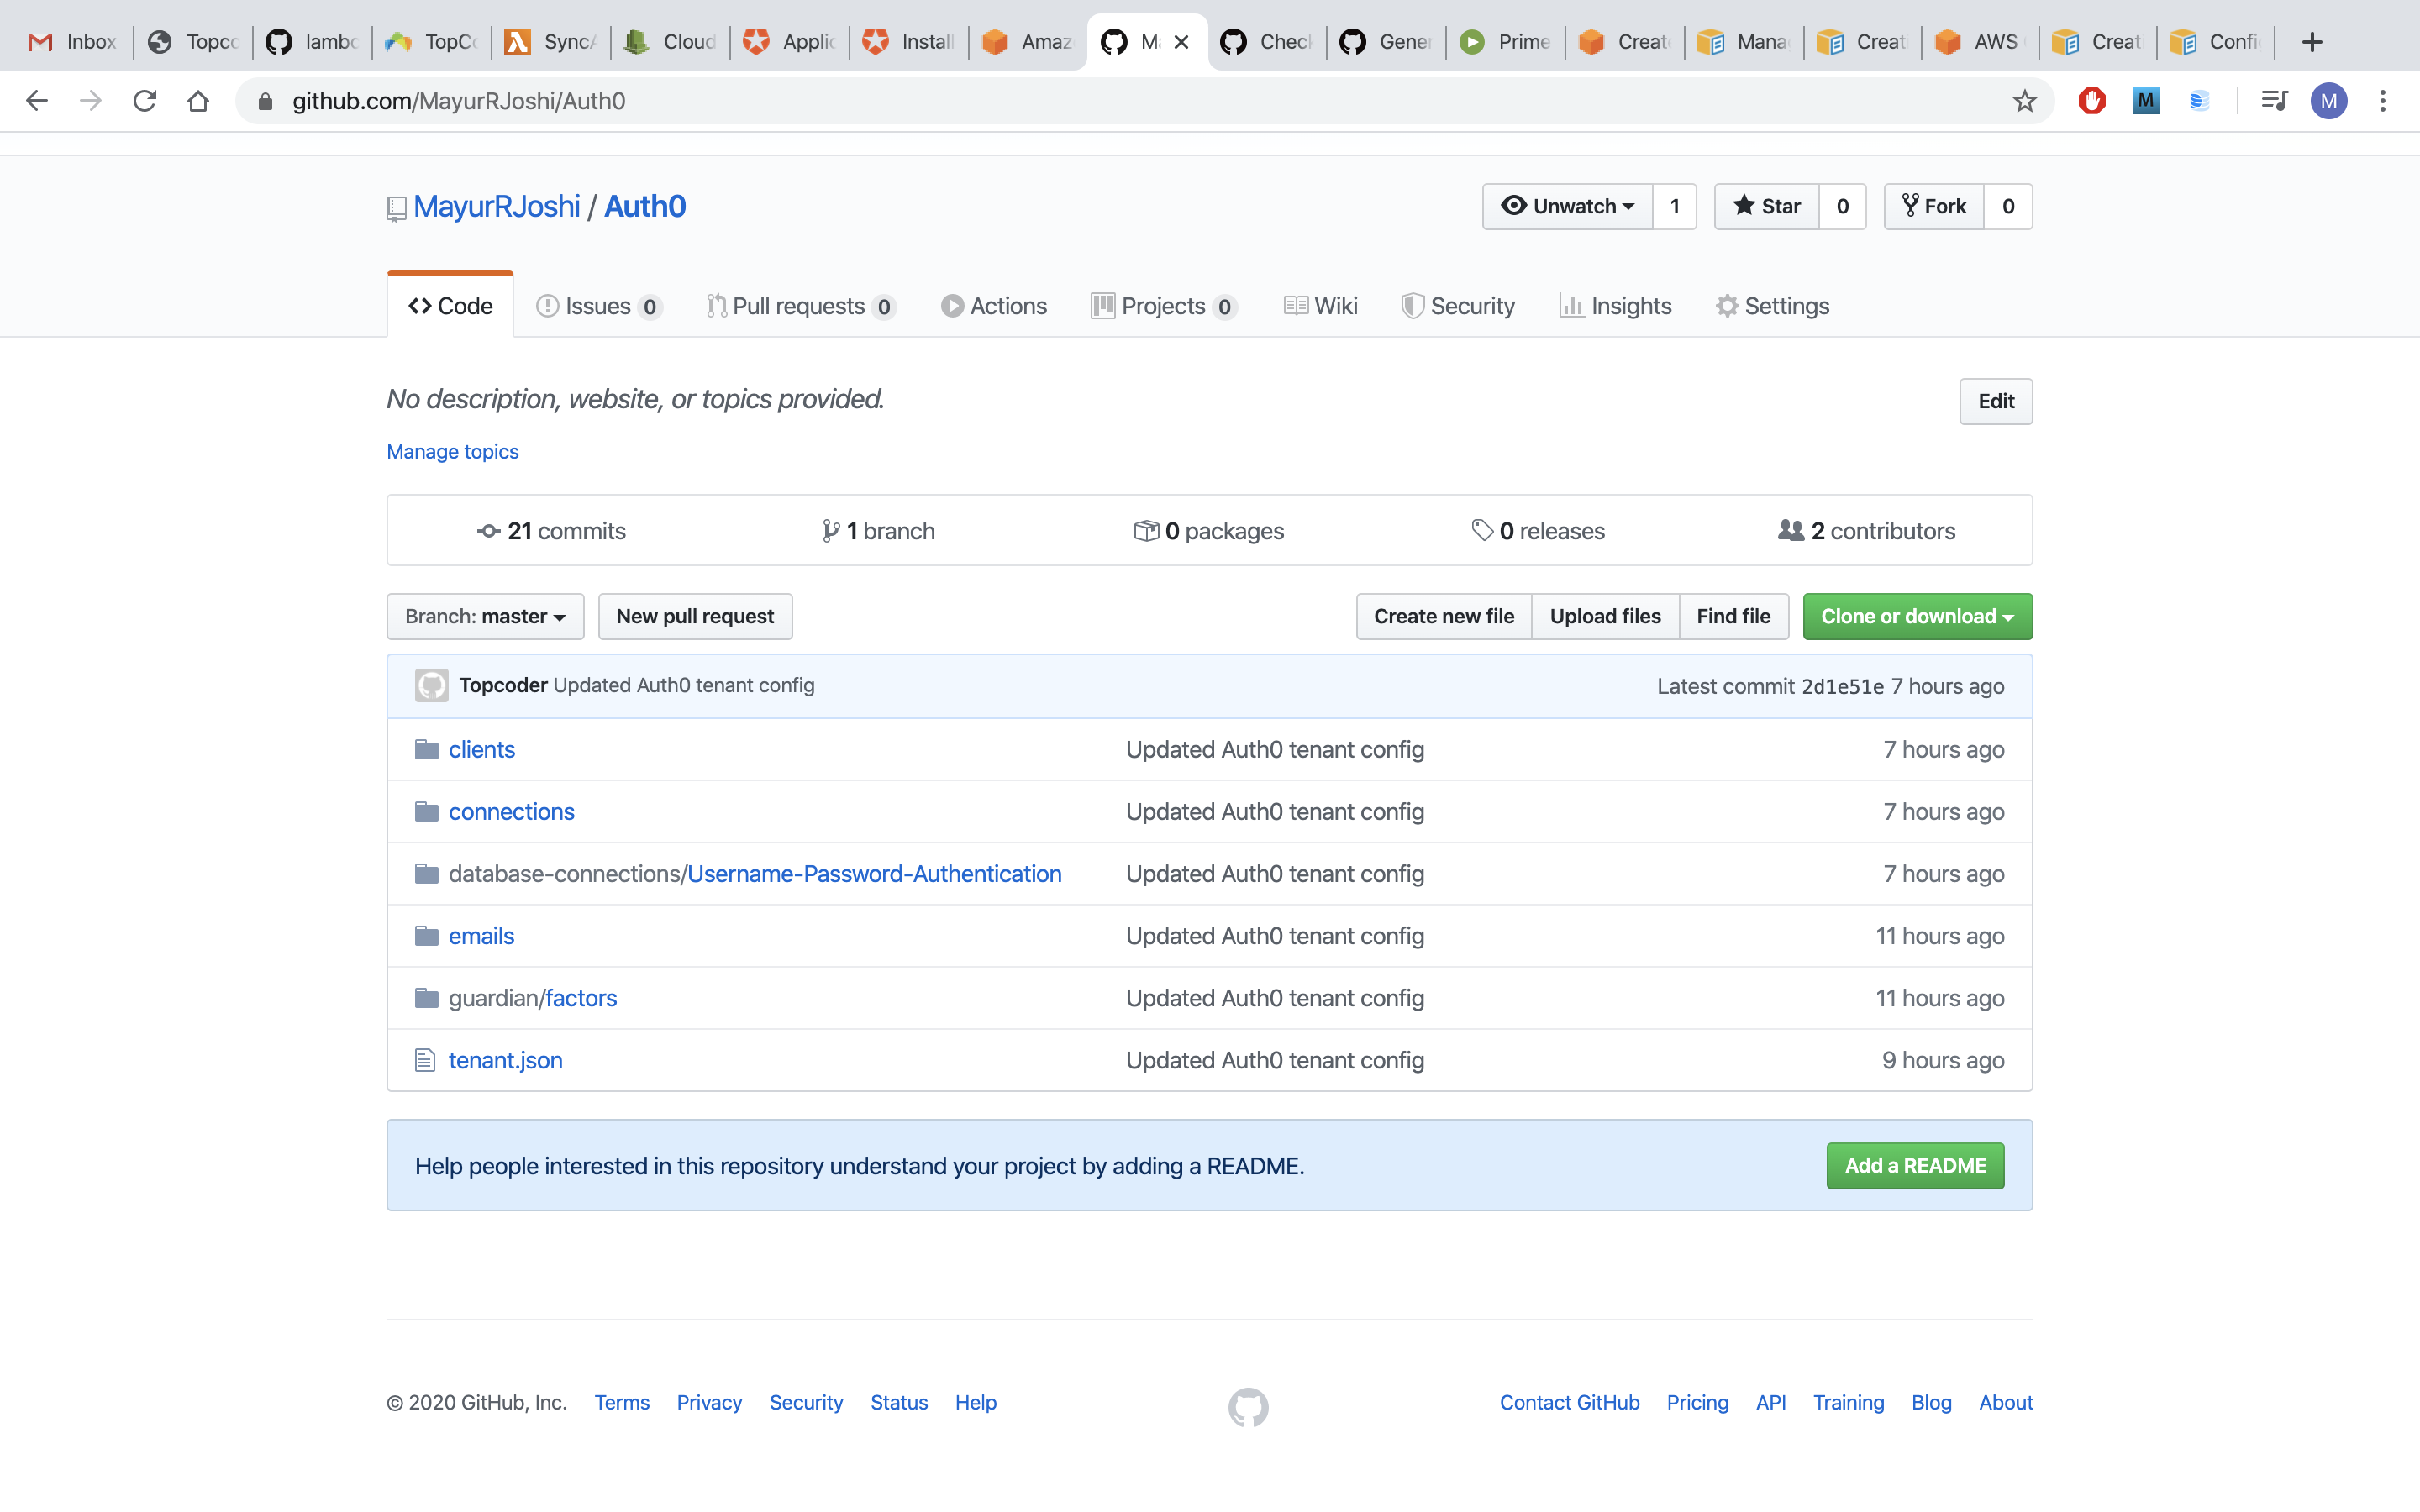 Inbox Topco lambo TopCo SyncA Cloud Applic Install Amaz Ma Check Gener Prime Create Mana Creat AWS Creat Confi
github.com/MayurRJoshi/Auth0
M M
MayurRJoshi / Auth0
Unwatch 1 Star 0 Fork 0
Code Issues 0 Pull requests 0 Actions Projects 0 Wiki Security Insights Settings
No description, website, or topics provided.
Edit
Manage topics
21 commits 1 branch 0 packages 0 releases 2 contributors
Branch: master New pull request Create new file Upload files Find file Clone or download
Topcoder Updated Auth0 tenant config Latest commit 2d1e51e 7 hours ago
clients Updated Auth0 tenant config 7 hours ago
connections Updated Auth0 tenant config 7 hours ago
database-connections/Username-Password-Authentication Updated Auth0 tenant config 7 hours ago
emails Updated Auth0 tenant config 11 hours ago
guardian/factors Updated Auth0 tenant config 11 hours ago
tenant.json Updated Auth0 tenant config 9 hours ago
Help people interested in this repository understand your project by adding a README. Add a README
© 2020 GitHub, Inc. Terms Privacy Security Status Help Contact GitHub Pricing API Training Blog About